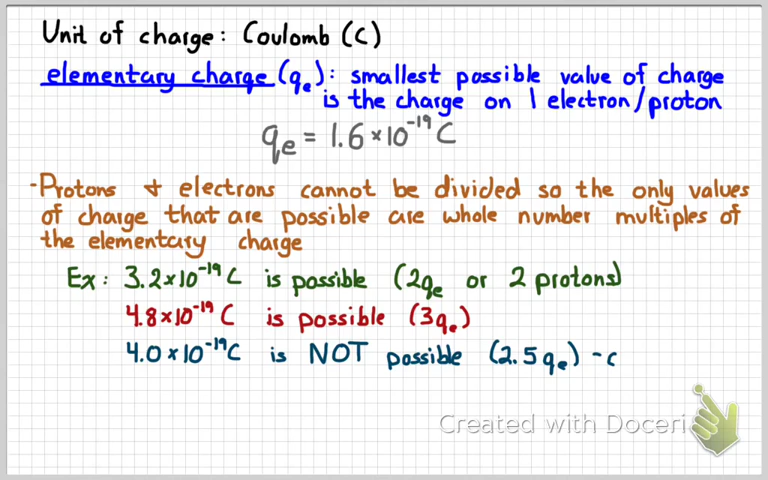 Unit of charge: Coulomb (C)
elementary charge (qₑ): smallest possible value of charge
is the charge on 1 electron/proton
qₑ = 1.6 × 10⁻¹⁹ C
-Protons + electrons cannot be divided so the only values
of charge that are possible are whole number multiples of
the elementary charge
Ex: 3.2 × 10⁻¹⁹ C is possible (2qₑ or 2 protons)
4.8 × 10⁻¹⁹ C is possible (3qₑ)
4.0 × 10⁻¹⁹ C is NOT possible (2.5 qₑ) - c
Created with Doceri